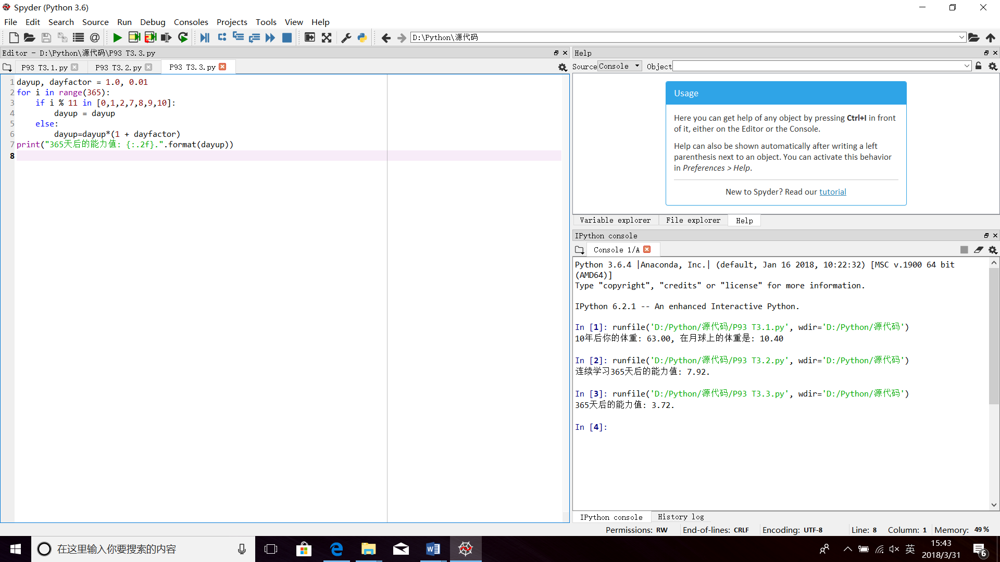 Spyder (Python 3.6)
File Edit Search Source Run Debug Consoles Projects Tools View Help
D:\Python\源代码
Editor - D:\Python\源代码\P93 T3.3.py
P93 T3.1.py P93 T3.2.py P93 T3.3.py
1 dayup, dayfactor = 1.0, 0.01
2 for i in range(365):
3     if i % 11 in [0,1,2,7,8,9,10]:
4         dayup = dayup
5     else:
6         dayup=dayup*(1 + dayfactor)
7 print("365天后的能力值: {:.2f}.".format(dayup))
8
Help
Source Console Object
Usage
Here you can get help of any object by pressing Ctrl+I in front
of it, either on the Editor or the Console.
Help can also be shown automatically after writing a left
parenthesis next to an object. You can activate this behavior
in Preferences > Help.
New to Spyder? Read our tutorial
Variable explorer File explorer Help
IPython console
Console 1/A
Python 3.6.4 |Anaconda, Inc.| (default, Jan 16 2018, 10:22:32) [MSC v.1900 64 bit
(AMD64)]
Type "copyright", "credits" or "license" for more information.
IPython 6.2.1 -- An enhanced Interactive Python.
In [1]: runfile('D:/Python/源代码/P93 T3.1.py', wdir='D:/Python/源代码')
10年后你的体重: 63.00, 在月球上的体重是: 10.40
In [2]: runfile('D:/Python/源代码/P93 T3.2.py', wdir='D:/Python/源代码')
连续学习365天后的能力值: 7.92.
In [3]: runfile('D:/Python/源代码/P93 T3.3.py', wdir='D:/Python/源代码')
365天后的能力值: 3.72.
In [4]:
IPython console History log
Permissions: RW End-of-lines: CRLF Encoding: UTF-8 Line: 8 Column: 1 Memory: 49 %
在这里输入你要搜索的内容
英
15:43
2018/3/31
6